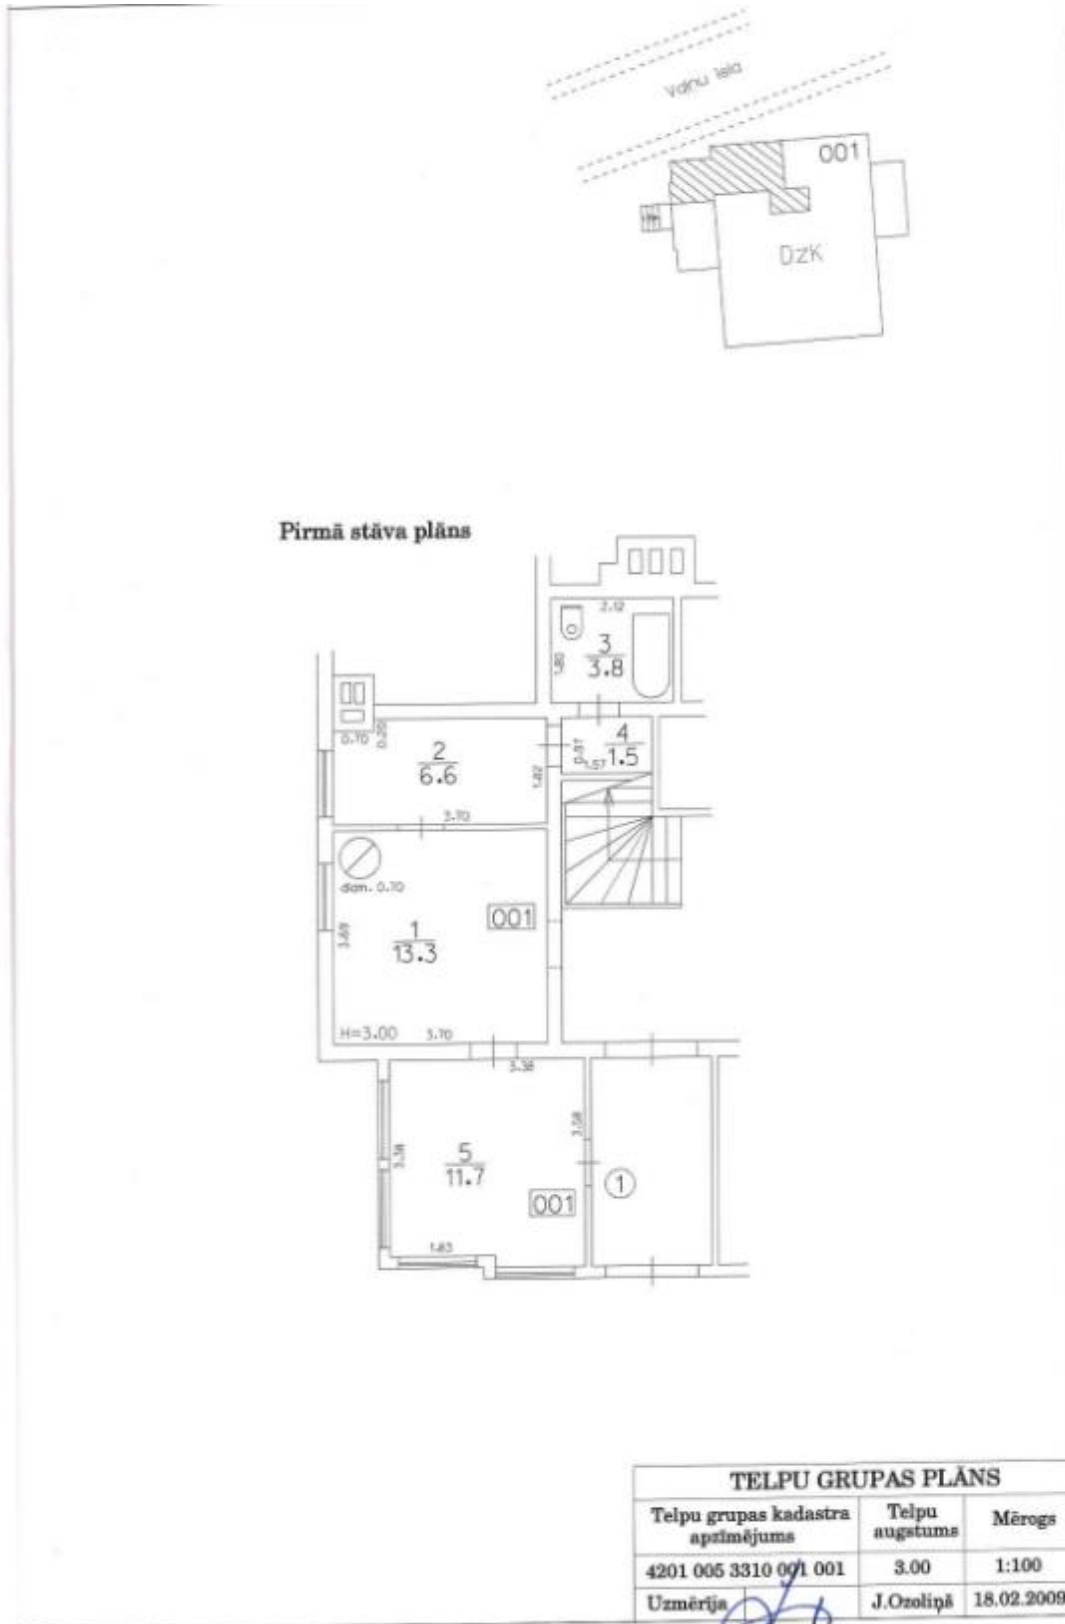 Vaļņu iela
001
DzK
Pirmā stāva plāns
2.12
3
3.8
1.80
0.70
0.20
2
6.6
1.82
3.70
4
1.5
0.97
1.57
diam. 0.70
001
1
13.3
3.69
H=3.00
3.70
3.38
3.58
5
11.7
3.38
001
1
1.83
TELPU GRUPAS PLĀNS
Telpu grupas kadastra apzīmējums
Telpu augstums
Mērogs
4201 005 3310 001 001
3.00
1:100
Uzmērīja
J.Ozoliņš
18.02.2009